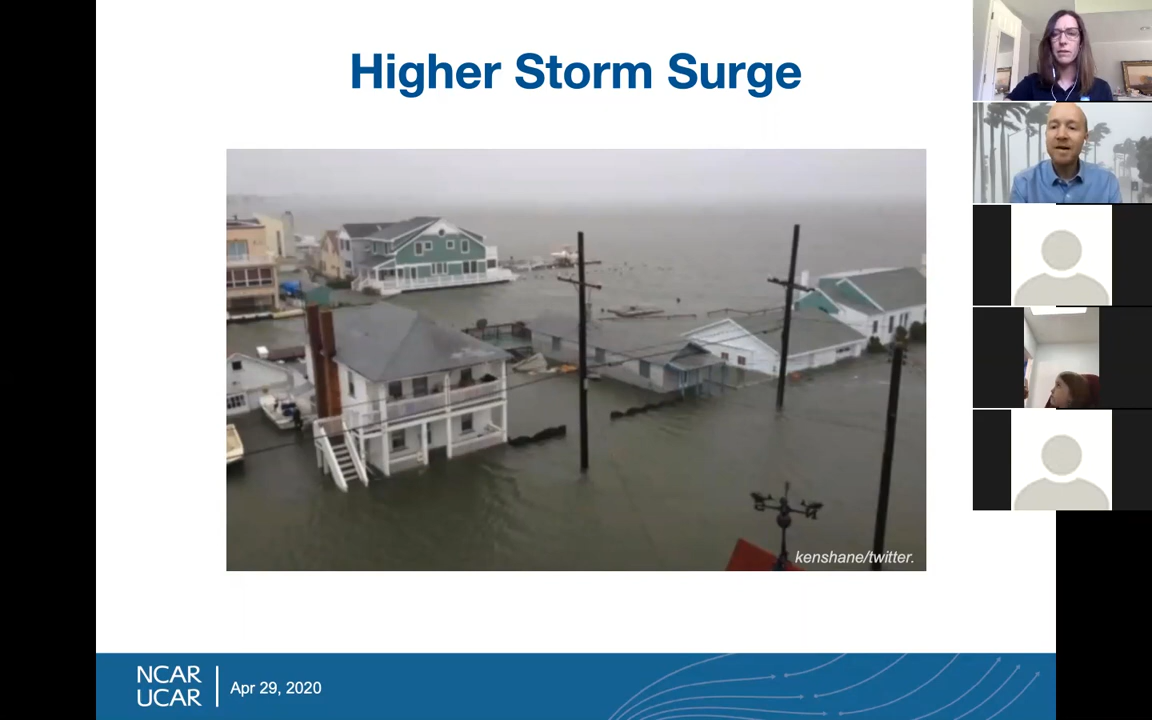 Higher Storm Surge
kenshane/twitter.
NCAR
UCAR
Apr 29, 2020